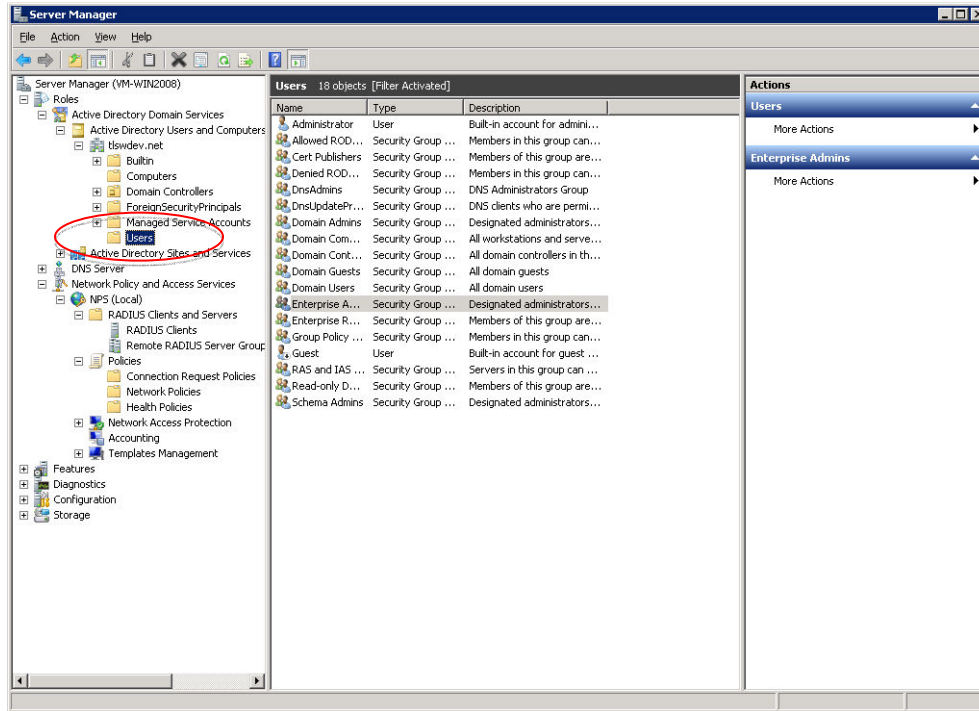 Server Manager
File Action View Help
Server Manager (VM-WIN2008)
Roles
Active Directory Domain Services
Active Directory Users and Computers
tlswdev.net
Builtin
Computers
Domain Controllers
ForeignSecurityPrincipals
Managed Service Accounts
Users
Active Directory Sites and Services
DNS Server
Network Policy and Access Services
NPS (Local)
RADIUS Clients and Servers
RADIUS Clients
Remote RADIUS Server Group
Policies
Connection Request Policies
Network Policies
Health Policies
Network Access Protection
Accounting
Templates Management
Features
Diagnostics
Configuration
Storage
Users 18 objects [Filter Activated]
Name Type Description
Administrator User Built-in account for admini...
Allowed ROD... Security Group ... Members in this group can...
Cert Publishers Security Group ... Members of this group are...
Denied ROD... Security Group ... Members in this group can...
DnsAdmins Security Group ... DNS Administrators Group
DnsUpdatePr... Security Group ... DNS clients who are permi...
Domain Admins Security Group ... Designated administrators...
Domain Com... Security Group ... All workstations and serve...
Domain Cont... Security Group ... All domain controllers in th...
Domain Guests Security Group ... All domain guests
Domain Users Security Group ... All domain users
Enterprise A... Security Group ... Designated administrators...
Enterprise R... Security Group ... Members of this group are...
Group Policy ... Security Group ... Members in this group can...
Guest User Built-in account for guest ...
RAS and IAS ... Security Group ... Servers in this group can ...
Read-only D... Security Group ... Members of this group are...
Schema Admins Security Group ... Designated administrators...
Actions
Users
More Actions
Enterprise Admins
More Actions